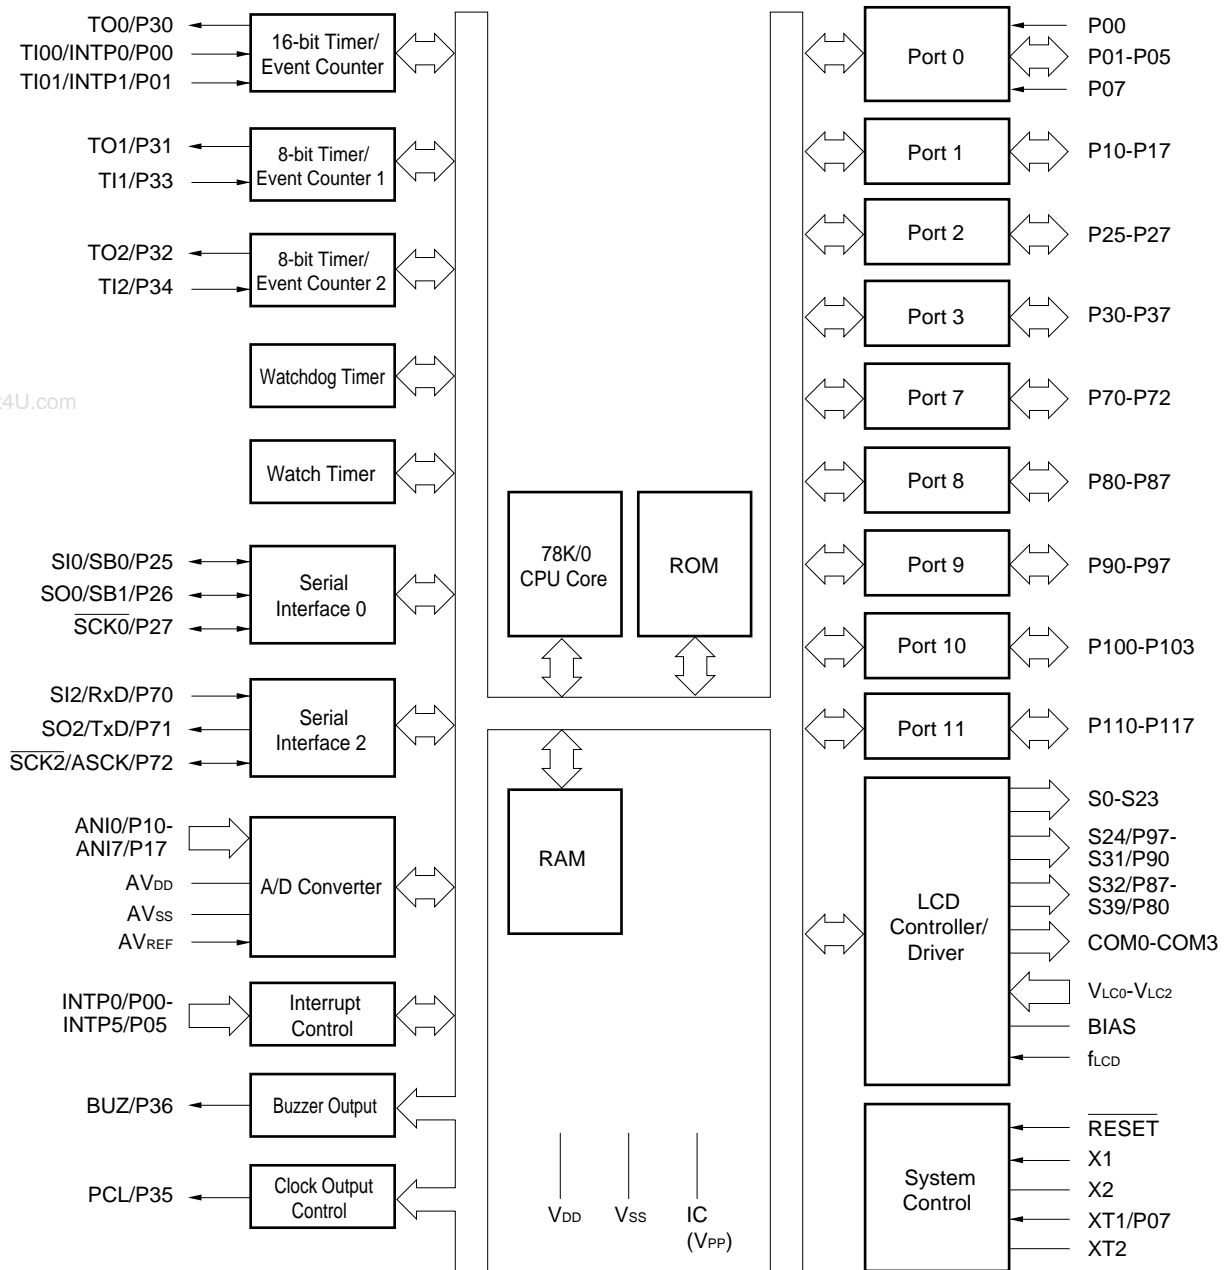 TO0/P30
TI00/INTP0/P00
TI01/INTP1/P01
16-bit Timer/
Event Counter
TO1/P31
TI1/P33
8-bit Timer/
Event Counter 1
TO2/P32
TI2/P34
8-bit Timer/
Event Counter 2
Watchdog Timer
t4U.com
Watch Timer
SI0/SB0/P25
SO0/SB1/P26
SCK0/P27
Serial
Interface 0
SI2/RxD/P70
SO2/TxD/P71
SCK2/ASCK/P72
Serial
Interface 2
ANI0/P10-
ANI7/P17
AVDD
AVSS
AVREF
A/D Converter
INTP0/P00-
INTP5/P05
Interrupt
Control
BUZ/P36
Buzzer Output
PCL/P35
Clock Output
Control
78K/0
CPU Core
ROM
RAM
VDD
VSS
IC
(VPP)
Port 0
P00
P01-P05
P07
Port 1
P10-P17
Port 2
P25-P27
Port 3
P30-P37
Port 7
P70-P72
Port 8
P80-P87
Port 9
P90-P97
Port 10
P100-P103
Port 11
P110-P117
LCD
Controller/
Driver
S0-S23
S24/P97-
S31/P90
S32/P87-
S39/P80
COM0-COM3
VLC0-VLC2
BIAS
fLCD
System
Control
RESET
X1
X2
XT1/P07
XT2